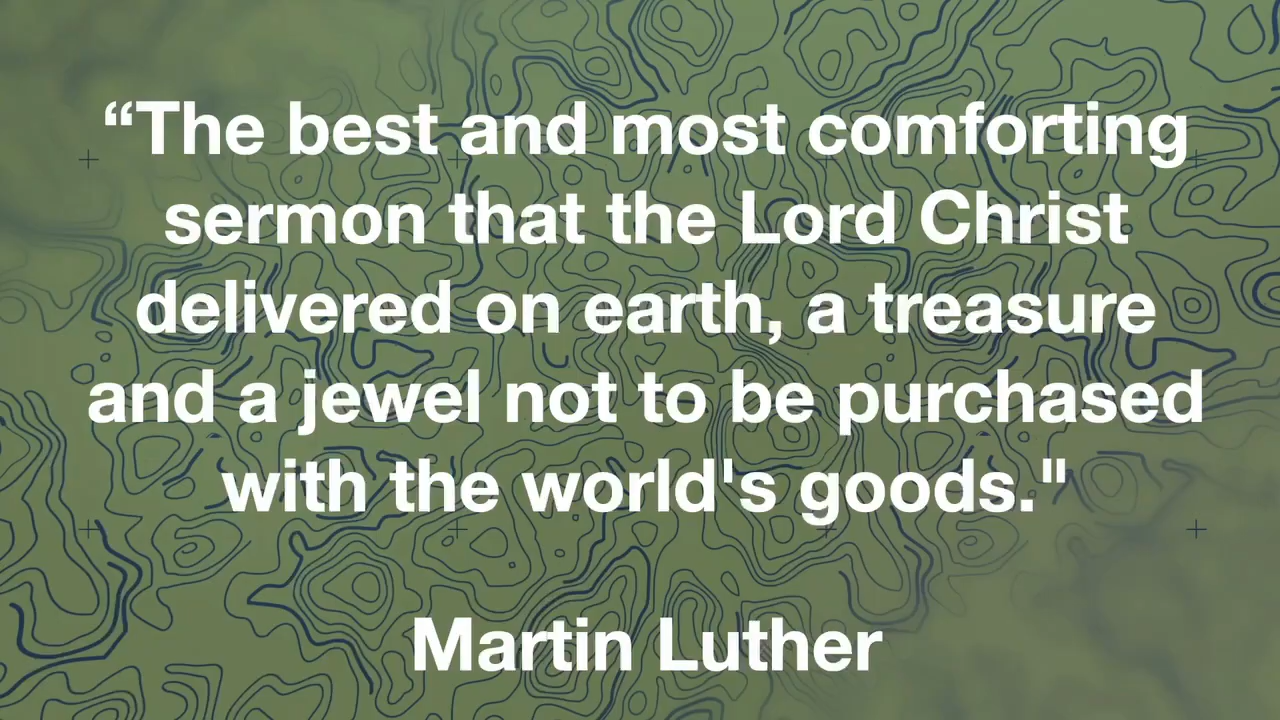 “The best and most comforting
sermon that the Lord Christ
delivered on earth, a treasure
and a jewel not to be purchased
with the world's goods."
Martin Luther